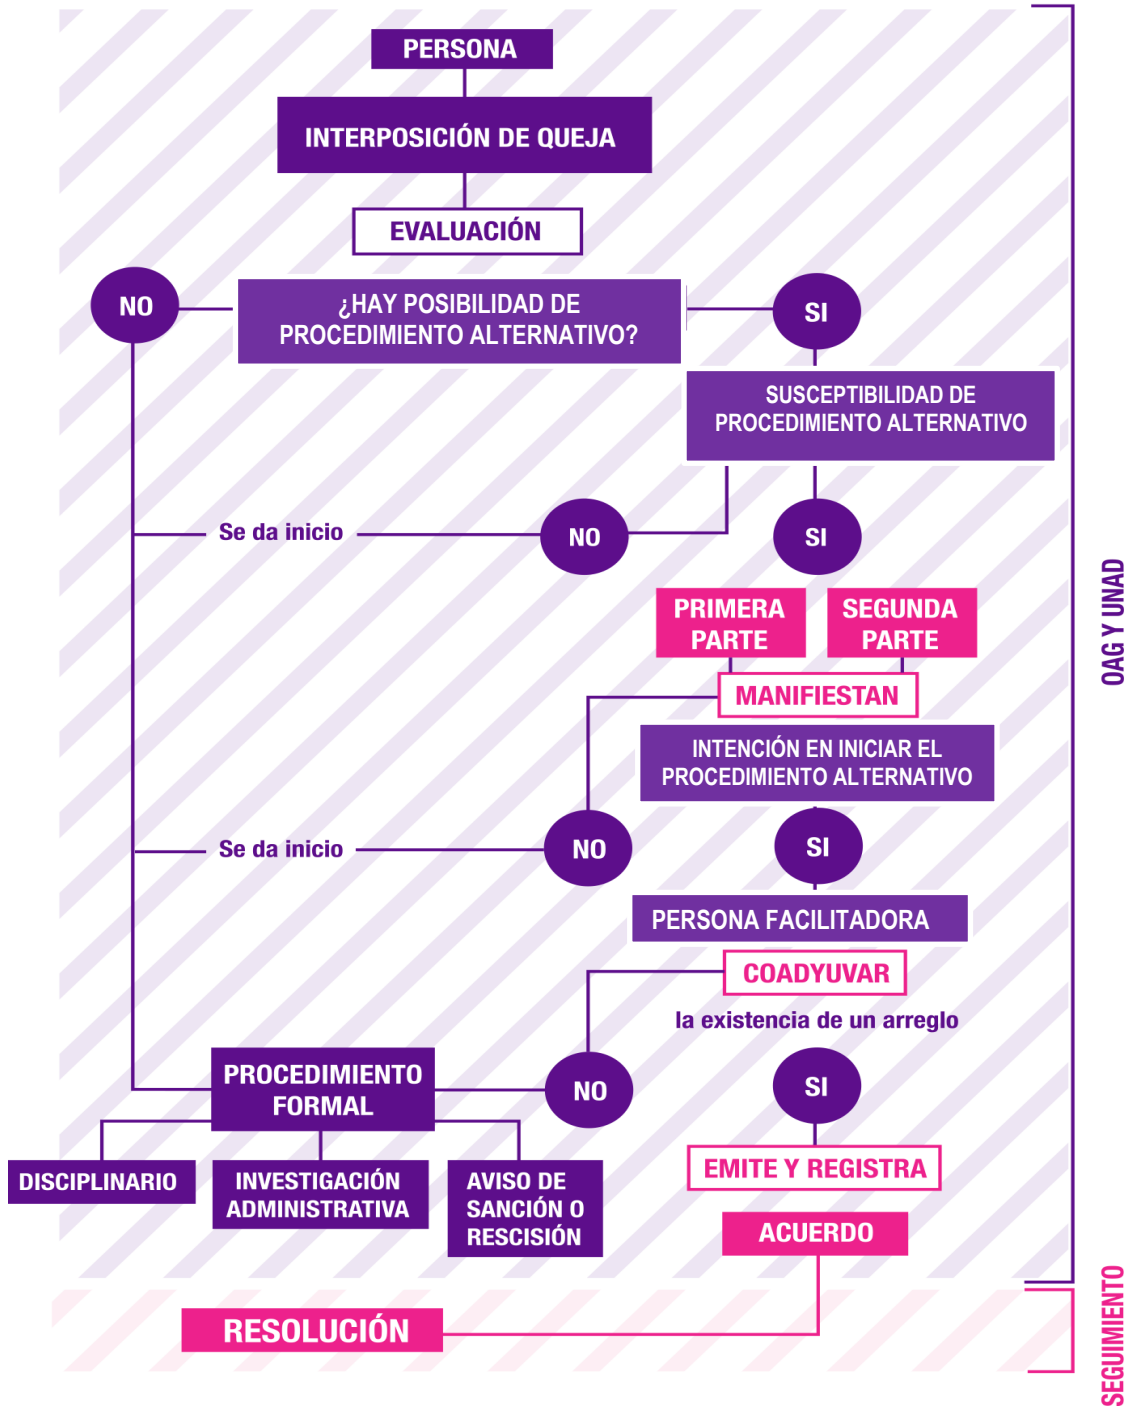 PERSONA
INTERPOSICIÓN DE QUEJA
EVALUACIÓN
NO
¿HAY POSIBILIDAD DE
PROCEDIMIENTO ALTERNATIVO?
SI
SUSCEPTIBILIDAD DE
PROCEDIMIENTO ALTERNATIVO
Se da inicio
NO
SI
PRIMERA
PARTE
SEGUNDA
PARTE
MANIFIESTAN
INTENCIÓN EN INICIAR EL
PROCEDIMIENTO ALTERNATIVO
Se da inicio
NO
SI
PERSONA FACILITADORA
COADYUVAR
la existencia de un arreglo
PROCEDIMIENTO
FORMAL
NO
SI
DISCIPLINARIO
INVESTIGACIÓN
ADMINISTRATIVA
AVISO DE
SANCIÓN O
RESCISIÓN
EMITE Y REGISTRA
ACUERDO
RESOLUCIÓN
OAG Y UNAD
SEGUIMIENTO